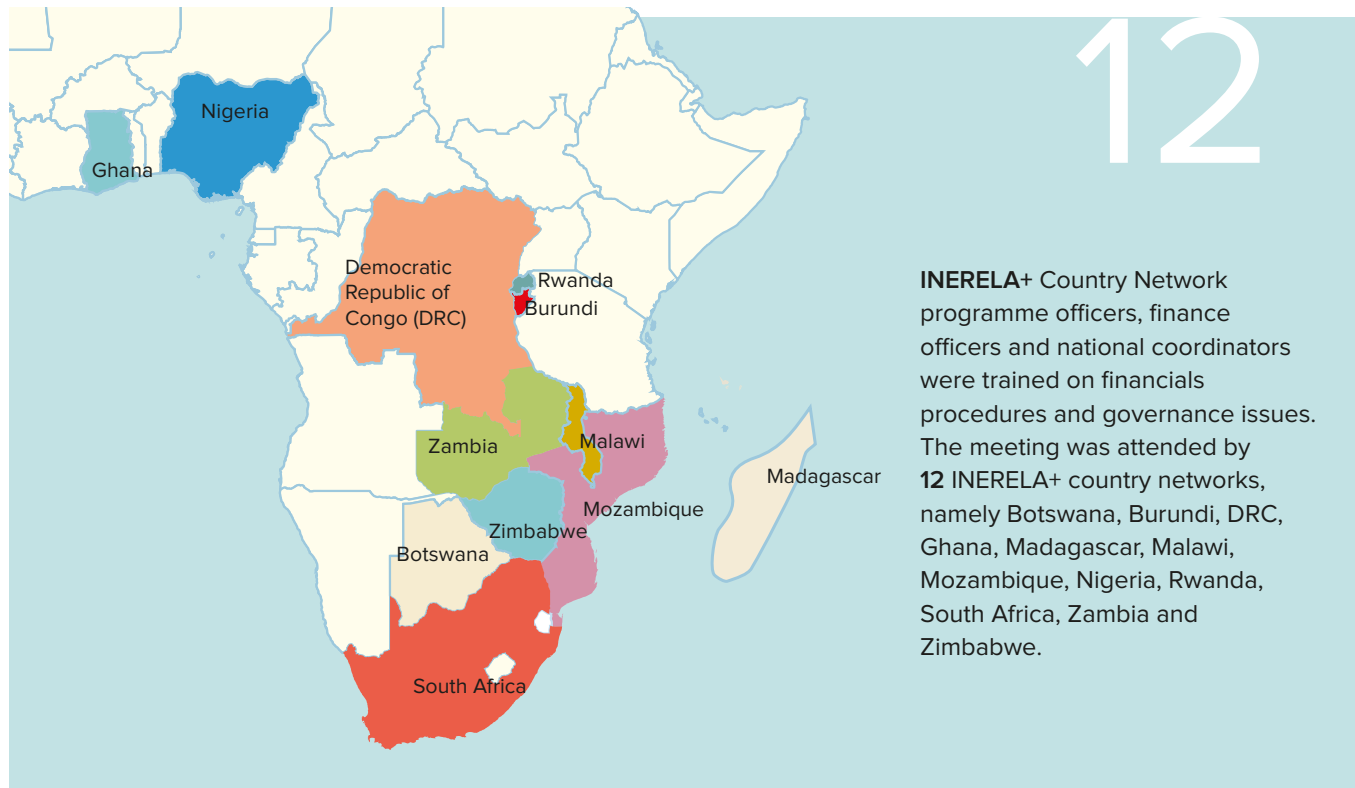 12
Nigeria
Ghana
Democratic
Republic of
Congo (DRC)
Rwanda
Burundi
Zambia
Malawi
Madagascar
Mozambique
Zimbabwe
Botswana
South Africa
INERELA+ Country Network
programme officers, finance
officers and national coordinators
were trained on financials
procedures and governance issues.
The meeting was attended by
12 INERELA+ country networks,
namely Botswana, Burundi, DRC,
Ghana, Madagascar, Malawi,
Mozambique, Nigeria, Rwanda,
South Africa, Zambia and
Zimbabwe.